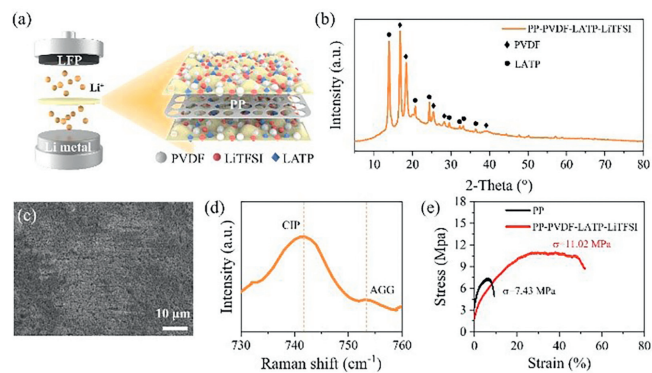 (a)
LFP
Li⁺
Li metal
PP
PVDF LiTFSI LATP
(b)
Intensity (a.u.)
PP-PVDF-LATP-LiTFSI
PVDF
LATP
10 20 30 40 50 60 70 80
2-Theta (°)
(c)
10 μm
(d)
Intensity (a.u.)
CIP
AGG
730 740 750 760
Raman shift (cm⁻¹)
(e)
Stress (Mpa)
18
15
12
9
6
3
0
PP
PP-PVDF-LATP-LiTFSI
σ=11.02 MPa
σ=7.43 MPa
0 20 40 60 80
Strain (%)